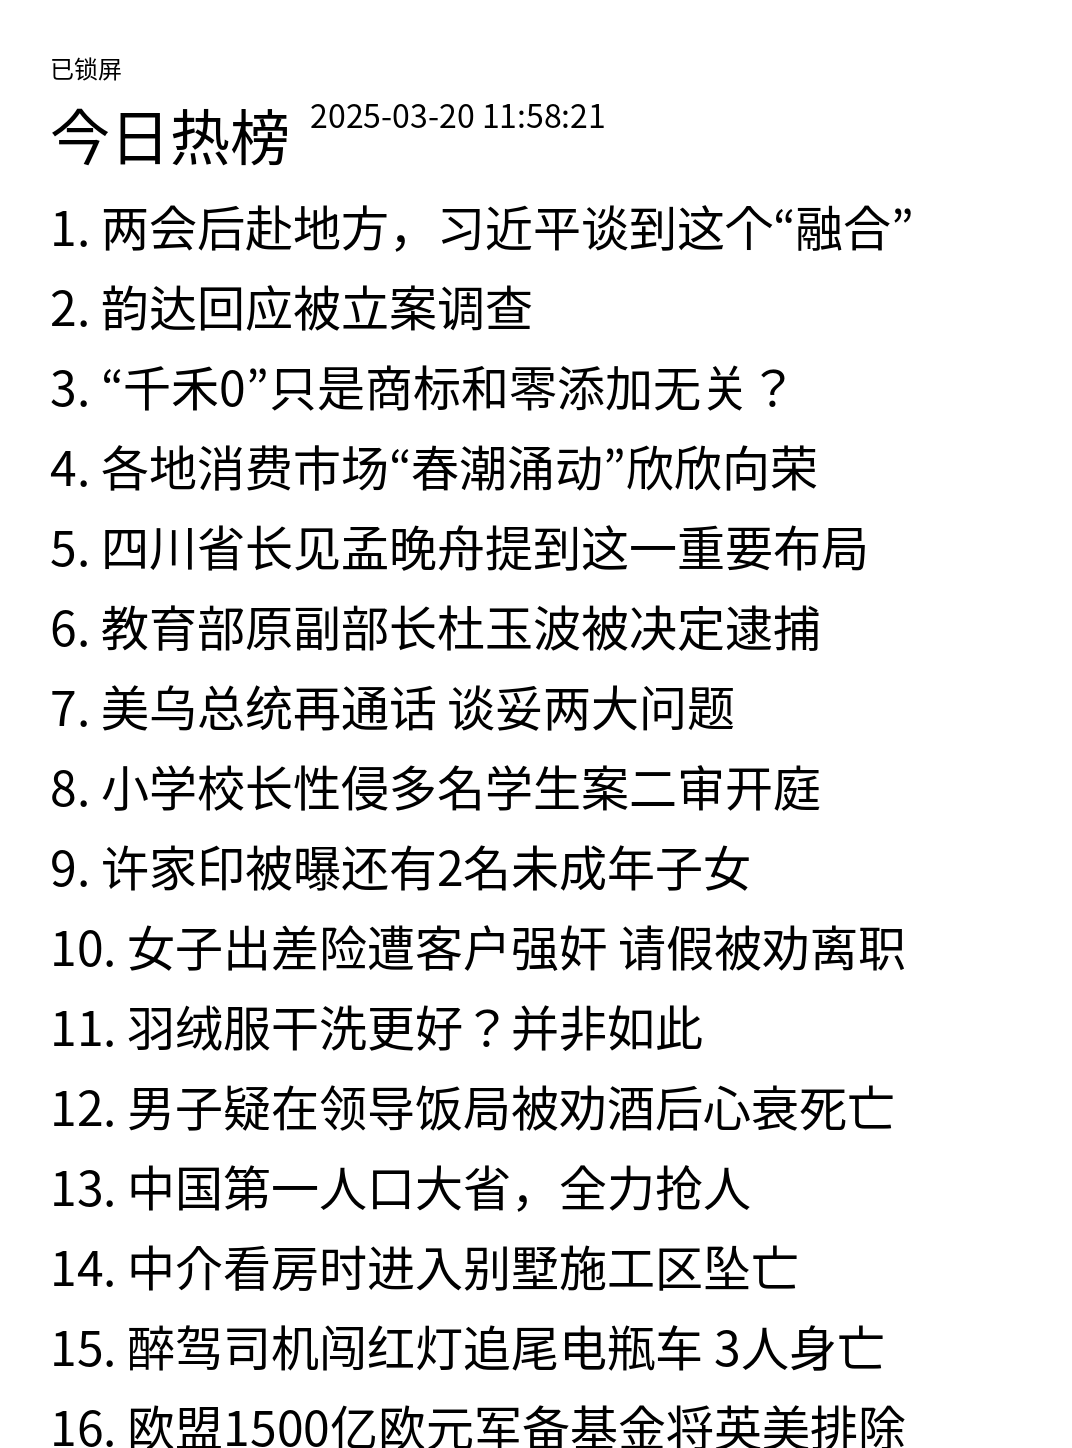 已锁屏
今日热榜 2025-03-20 11:58:21
1. 两会后赴地方，习近平谈到这个“融合”
2. 韵达回应被立案调查
3. “千禾0”只是商标和零添加无关？
4. 各地消费市场“春潮涌动”欣欣向荣
5. 四川省长见孟晚舟提到这一重要布局
6. 教育部原副部长杜玉波被决定逮捕
7. 美乌总统再通话 谈妥两大问题
8. 小学校长性侵多名学生案二审开庭
9. 许家印被曝还有2名未成年子女
10. 女子出差险遭客户强奸 请假被劝离职
11. 羽绒服干洗更好？并非如此
12. 男子疑在领导饭局被劝酒后心衰死亡
13. 中国第一人口大省，全力抢人
14. 中介看房时进入别墅施工区坠亡
15. 醉驾司机闯红灯追尾电瓶车 3人身亡
16. 欧盟1500亿欧元军备基金将英美排除